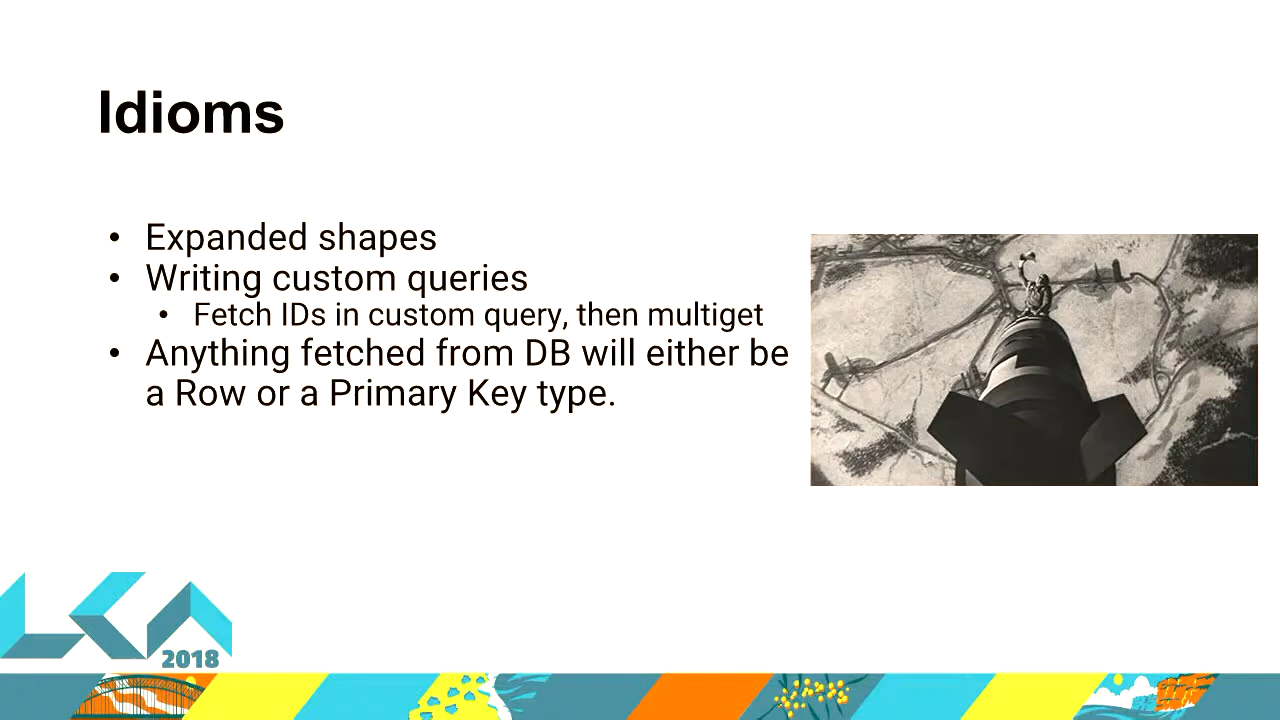 Idioms
• Expanded shapes
• Writing custom queries
• Fetch IDs in custom query, then multiget
• Anything fetched from DB will either be
a Row or a Primary Key type.
LCA
2018